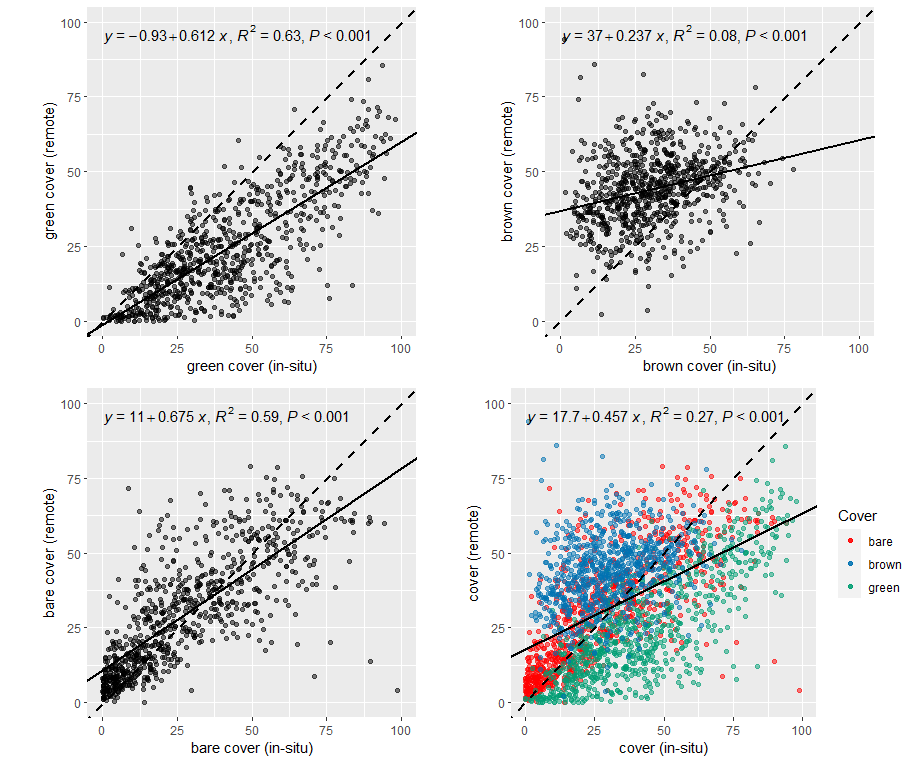 y = −0.93+0.612 x, R² = 0.63, P < 0.001
100
75
50
25
0
green cover (remote)
0 25 50 75 100
green cover (in-situ)
y = 37+0.237 x, R² = 0.08, P < 0.001
100
75
50
25
0
brown cover (remote)
0 25 50 75 100
brown cover (in-situ)
y = 11+0.675 x, R² = 0.59, P < 0.001
100
75
50
25
0
bare cover (remote)
0 25 50 75 100
bare cover (in-situ)
y = 17.7+0.457 x, R² = 0.27, P < 0.001
100
75
50
25
0
cover (remote)
0 25 50 75 100
cover (in-situ)
Cover
bare
brown
green